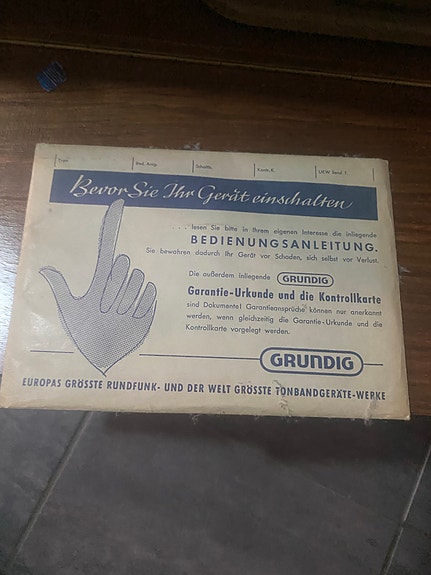 Type Bed. Anlg. Schaltb. Kontr. E. UKW Send. T.
Bevor Sie Ihr Gerät einschalten
. . . lesen Sie bitte in Ihrem eigenen Interesse die inliegende
BEDIENUNGSANLEITUNG.
Sie bewahren dadurch Ihr Gerät vor Schaden, sich selbst vor Verlust.
Die außerdem inliegende GRUNDIG
Garantie-Urkunde und die Kontrollkarte
sind Dokumente! Garantieansprüche können nur anerkannt
werden, wenn gleichzeitig die Garantie-Urkunde und die
Kontrollkarte vorgelegt werden.
GRUNDIG
EUROPAS GRÖSSTE RUNDFUNK- UND DER WELT GRÖSSTE TONBANDGERÄTE-WERKE